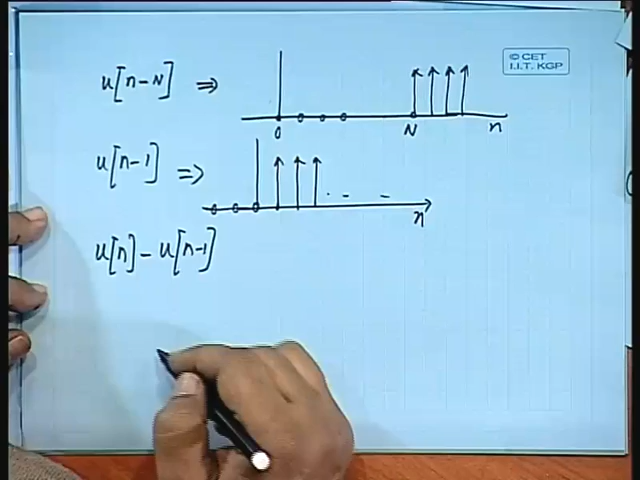 u[n-N] ⇒
0 N n
© CET
I.I.T. KGP
u[n-1] ⇒
n
u[n] - u[n-1]